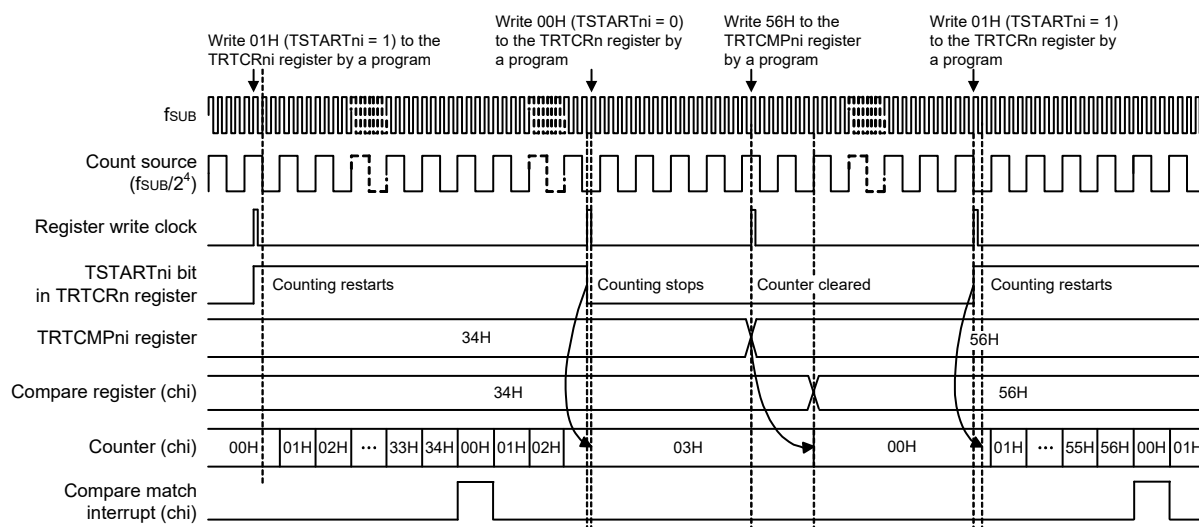 Write 01H (TSTARTni = 1) to the
TRTCRni register by a program
Write 00H (TSTARTni = 0)
to the TRTCRn register by
a program
Write 56H to the
TRTCMPni register
by a program
Write 01H (TSTARTni = 1)
to the TRTCRn register by
a program
fSUB
Count source
(fSUB/2⁴)
Register write clock
TSTARTni bit
in TRTCRn register
Counting restarts
Counting stops
Counter cleared
Counting restarts
TRTCMPni register
34H
56H
Compare register (chi)
34H
56H
Counter (chi)
00H 01H 02H ... 33H 34H 00H 01H 02H 03H 00H 01H ... 55H 56H 00H 01H
Compare match
interrupt (chi)